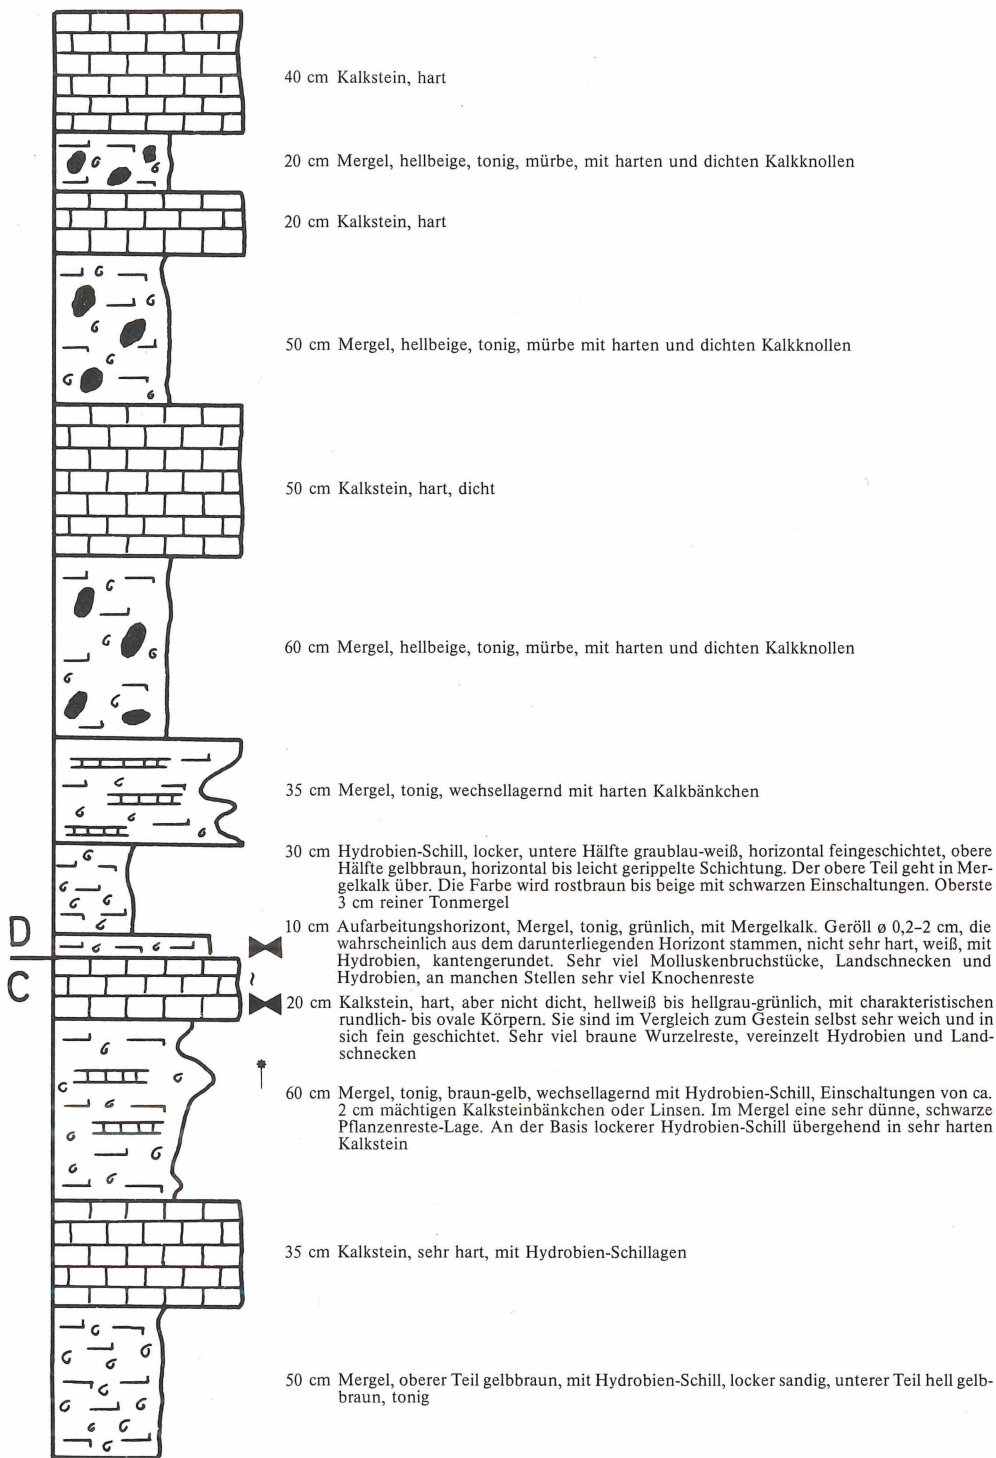 40 cm Kalkstein, hart
20 cm Mergel, hellbeige, tonig, mürbe, mit harten und dichten Kalkknollen
20 cm Kalkstein, hart
50 cm Mergel, hellbeige, tonig, mürbe mit harten und dichten Kalkknollen
50 cm Kalkstein, hart, dicht
60 cm Mergel, hellbeige, tonig, mürbe, mit harten und dichten Kalkknollen
35 cm Mergel, tonig, wechsellagernd mit harten Kalkbänkchen
30 cm Hydrobien-Schill, locker, untere Hälfte graublau-weiß, horizontal feingeschichtet, obere
Hälfte gelbbraun, horizontal bis leicht gerippelte Schichtung. Der obere Teil geht in Mer-
gelkalk über. Die Farbe wird rostbraun bis beige mit schwarzen Einschaltungen. Oberste
3 cm reiner Tonmergel
D
10 cm Aufarbeitungshorizont, Mergel, tonig, grünlich, mit Mergelkalk. Geröll ø 0,2-2 cm, die
wahrscheinlich aus dem darunterliegenden Horizont stammen, nicht sehr hart, weiß, mit
Hydrobien, kantengerundet. Sehr viel Molluskenbruchstücke, Landschnecken und
Hydrobien, an manchen Stellen sehr viel Knochenreste
C
20 cm Kalkstein, hart, aber nicht dicht, hellweiß bis hellgrau-grünlich, mit charakteristischen
rundlich- bis ovale Körpern. Sie sind im Vergleich zum Gestein selbst sehr weich und in
sich fein geschichtet. Sehr viel braune Wurzelreste, vereinzelt Hydrobien und Land-
schnecken
60 cm Mergel, tonig, braun-gelb, wechsellagernd mit Hydrobien-Schill, Einschaltungen von ca.
2 cm mächtigen Kalksteinbänkchen oder Linsen. Im Mergel eine sehr dünne, schwarze
Pflanzenreste-Lage. An der Basis lockerer Hydrobien-Schill übergehend in sehr harten
Kalkstein
35 cm Kalkstein, sehr hart, mit Hydrobien-Schillagen
50 cm Mergel, oberer Teil gelbbraun, mit Hydrobien-Schill, locker sandig, unterer Teil hell gelb-
braun, tonig